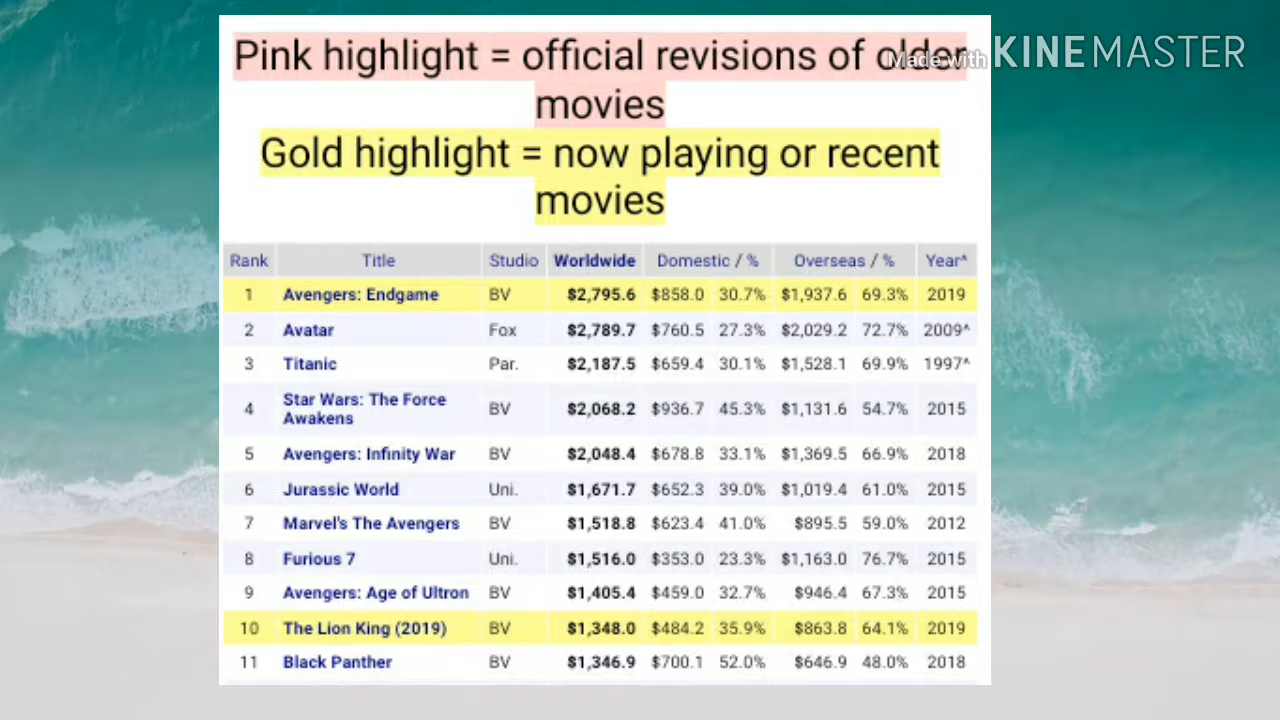 Pink highlight = official revisions of older
movies
Gold highlight = now playing or recent
movies
Made with KINEMASTER
Rank Title Studio Worldwide Domestic / % Overseas / % Year^
1 Avengers: Endgame BV $2,795.6 $858.0 30.7% $1,937.6 69.3% 2019
2 Avatar Fox $2,789.7 $760.5 27.3% $2,029.2 72.7% 2009^
3 Titanic Par. $2,187.5 $659.4 30.1% $1,528.1 69.9% 1997^
4 Star Wars: The Force
Awakens BV $2,068.2 $936.7 45.3% $1,131.6 54.7% 2015
5 Avengers: Infinity War BV $2,048.4 $678.8 33.1% $1,369.5 66.9% 2018
6 Jurassic World Uni. $1,671.7 $652.3 39.0% $1,019.4 61.0% 2015
7 Marvel's The Avengers BV $1,518.8 $623.4 41.0% $895.5 59.0% 2012
8 Furious 7 Uni. $1,516.0 $353.0 23.3% $1,163.0 76.7% 2015
9 Avengers: Age of Ultron BV $1,405.4 $459.0 32.7% $946.4 67.3% 2015
10 The Lion King (2019) BV $1,348.0 $484.2 35.9% $863.8 64.1% 2019
11 Black Panther BV $1,346.9 $700.1 52.0% $646.9 48.0% 2018